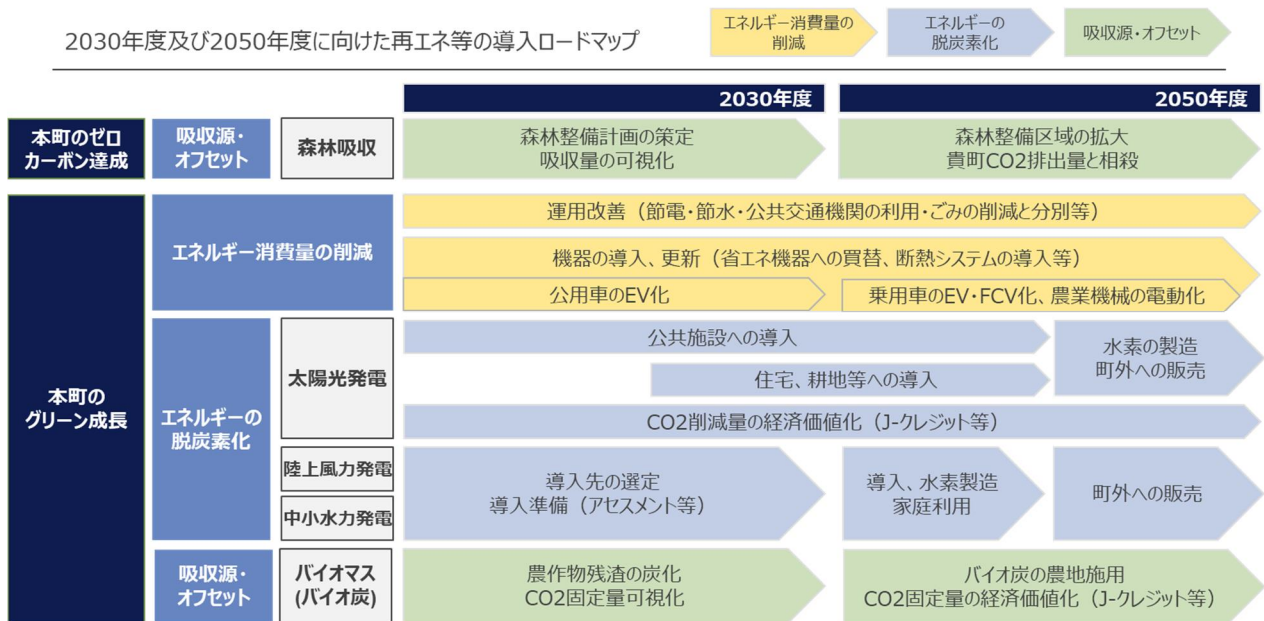 2030年度及び2050年度に向けた再エネ等の導入ロードマップ
エネルギー消費量の
削減
エネルギーの
脱炭素化
吸収源・オフセット
2030年度
2050年度
本町のゼロ
カーボン達成
吸収源・
オフセット
森林吸収
森林整備計画の策定
吸収量の可視化
森林整備区域の拡大
貴町CO2排出量と相殺
本町の
グリーン成長
エネルギー消費量の削減
運用改善（節電・節水・公共交通機関の利用・ごみの削減と分別等）
機器の導入、更新（省エネ機器への買替、断熱システムの導入等）
公用車のEV化
乗用車のEV・FCV化、農業機械の電動化
エネルギーの
脱炭素化
太陽光発電
公共施設への導入
住宅、耕地等への導入
水素の製造
町外への販売
CO2削減量の経済価値化（J-クレジット等）
陸上風力発電
中小水力発電
導入先の選定
導入準備（アセスメント等）
導入、水素製造
家庭利用
町外への販売
吸収源・
オフセット
バイオマス
(バイオ炭)
農作物残渣の炭化
CO2固定量可視化
バイオ炭の農地施用
CO2固定量の経済価値化（J-クレジット等）